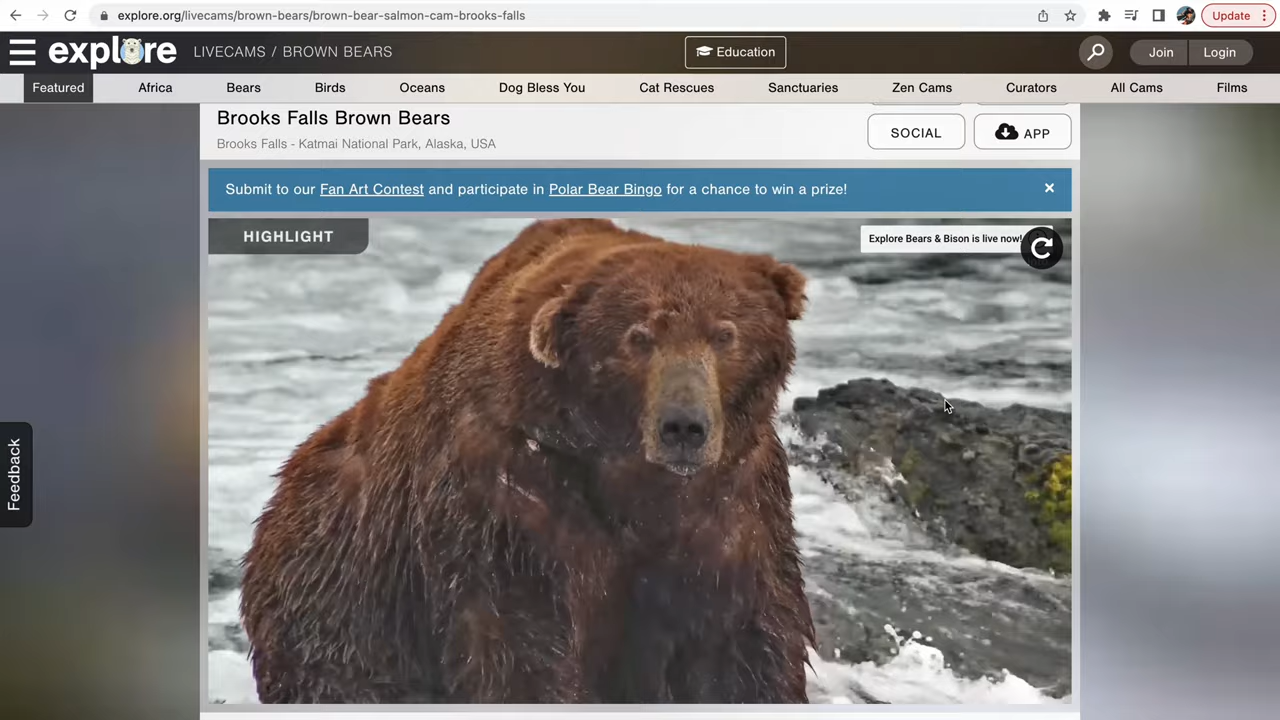 explore.org/livecams/brown-bears/brown-bear-salmon-cam-brooks-falls
Update
explore
LIVECAMS / BROWN BEARS
Education
Join
Login
Featured
Africa
Bears
Birds
Oceans
Dog Bless You
Cat Rescues
Sanctuaries
Zen Cams
Curators
All Cams
Films
Brooks Falls Brown Bears
Brooks Falls - Katmai National Park, Alaska, USA
SOCIAL
APP
Submit to our Fan Art Contest and participate in Polar Bear Bingo for a chance to win a prize!
HIGHLIGHT
Explore Bears & Bison is live now!
Feedback